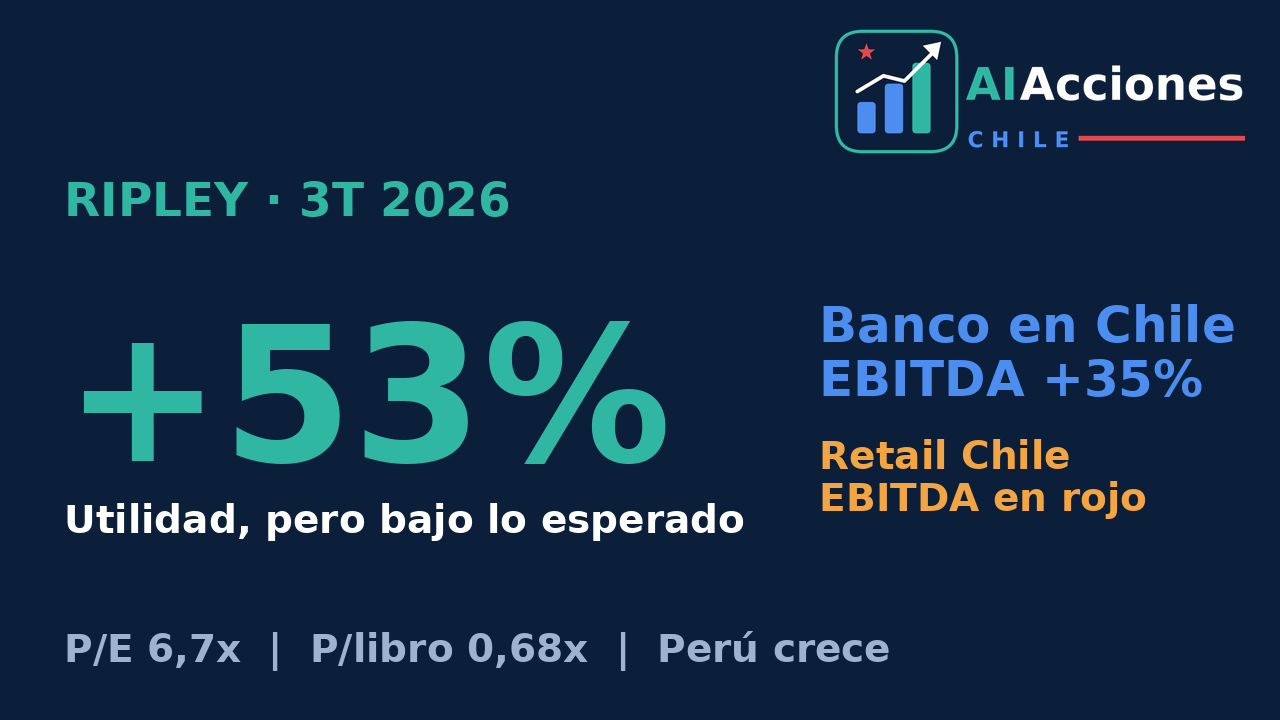 AIAcciones
CHILE
RIPLEY · 3T 2026
+53%
Utilidad, pero bajo lo esperado
Banco en Chile
EBITDA +35%
Retail Chile
EBITDA en rojo
P/E 6,7x | P/libro 0,68x | Perú crece